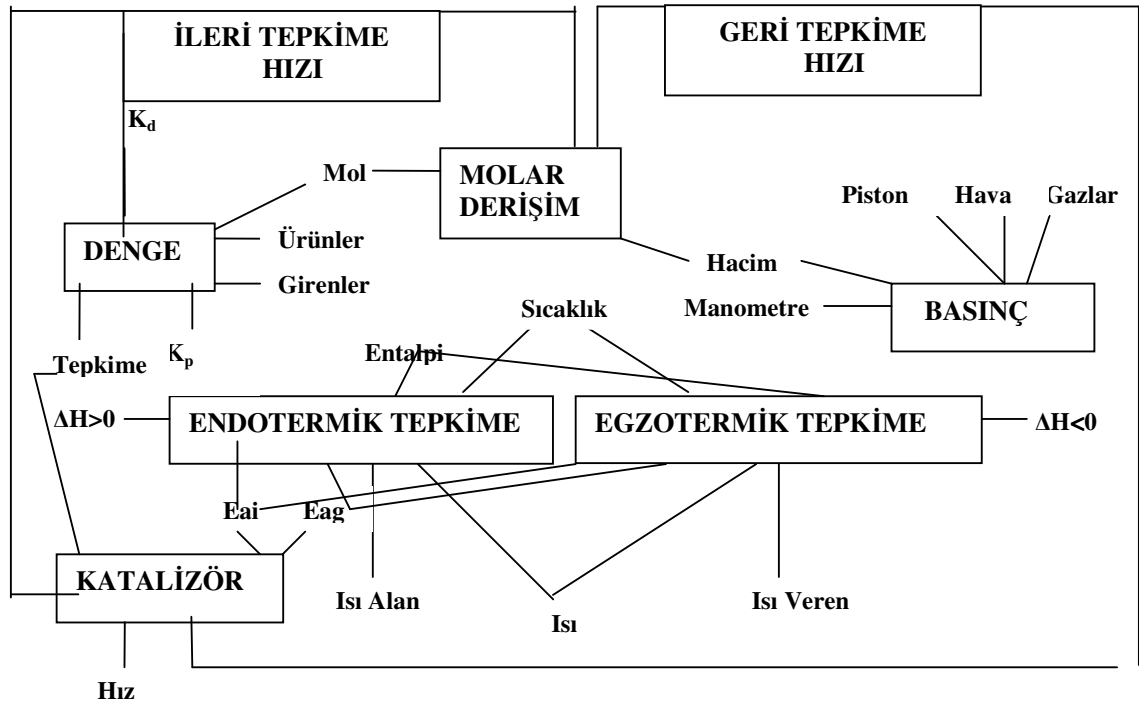 İLERİ TEPKİME
HIZI
GERİ TEPKİME
HIZI
K_d
Mol
MOLAR
DERİŞİM
Piston
Hava
Gazlar
DENGE
Ürünler
Girenler
Hacim
Manometre
BASINÇ
Sıcaklık
Tepkime
K_p
Entalpi
ΔH>0
ENDOTERMİK TEPKİME
EGZOTERMİK TEPKİME
ΔH<0
Eai
Eag
KATALİZÖR
Isı Alan
Isı
Isı Veren
Hız